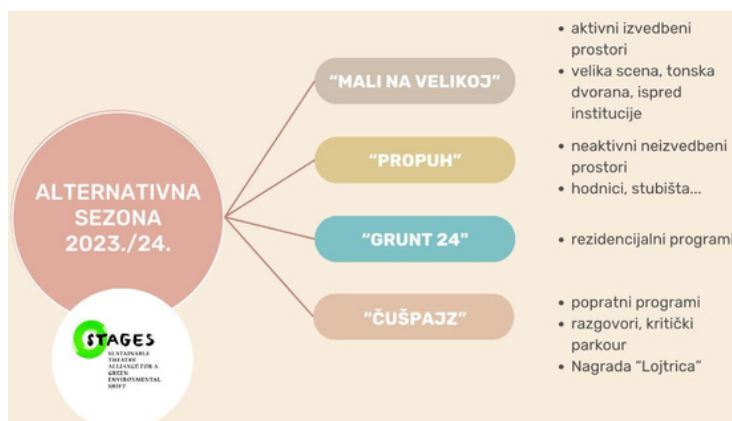 ALTERNATIVNA
SEZONA
2023./24.
STAGES
SUSTAINABLE
THEATRE
ALLIANCE FOR A
GREEN
ENVIRONMENTAL
SHIFT
“MALI NA VELIKOJ”
• aktivni izvedbeni
prostori
• velika scena, tonska
dvorana, ispred
institucije
“PROPUH”
• neaktivni neizvedbeni
prostori
• hodnici, stubišta...
“GRUNT 24"
• rezidencijalni programi
“ČUŠPAJZ”
• popratni programi
• razgovori, kritički
parkour
• Nagrada “Lojtrica”